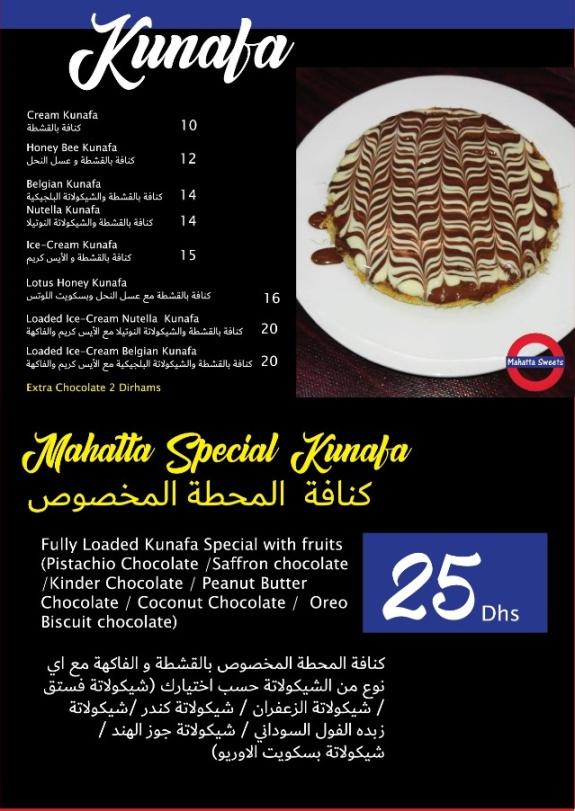 Kunafa
Cream Kunafa
كنافة بالقشطة
10
Honey Bee Kunafa
كنافة بالقشطة و عسل النحل
12
Belgian Kunafa
كنافة بالقشطة والشيكولاتة البلجيكية
14
Nutella Kunafa
كنافة بالقشطة والشيكولاتة النوتيلا
14
Ice-Cream Kunafa
كنافة بالقشطة و الأيس كريم
15
Lotus Honey Kunafa
كنافة بالقشطة مع عسل النحل وبسكويت اللوتس
16
Loaded Ice-Cream Nutella Kunafa
كنافة بالقشطة والشيكولاتة النوتيلا مع الأيس كريم والفاكهة
20
Loaded Ice-Cream Belgian Kunafa
كنافة بالقشطة والشيكولاتة البلجيكية مع الأيس كريم والفاكهة
20
Extra Chocolate 2 Dirhams
Mahatta Sweets
Mahatta Special Kunafa
كنافة المحطة المخصوص
Fully Loaded Kunafa Special with fruits
(Pistachio Chocolate /Saffron chocolate
/Kinder Chocolate / Peanut Butter
Chocolate / Coconut Chocolate / Oreo
Biscuit chocolate)
25 Dhs
كنافة المحطة المخصوص بالقشطة و الفاكهة مع اي
نوع من الشيكولاتة حسب اختيارك (شيكولاتة فستق
/ شيكولاتة الزعفران / شيكولاتة كندر /شيكولاتة
زبده الفول السوداني / شيكولاتة جوز الهند /
شيكولاتة بسكويت الاوريو)